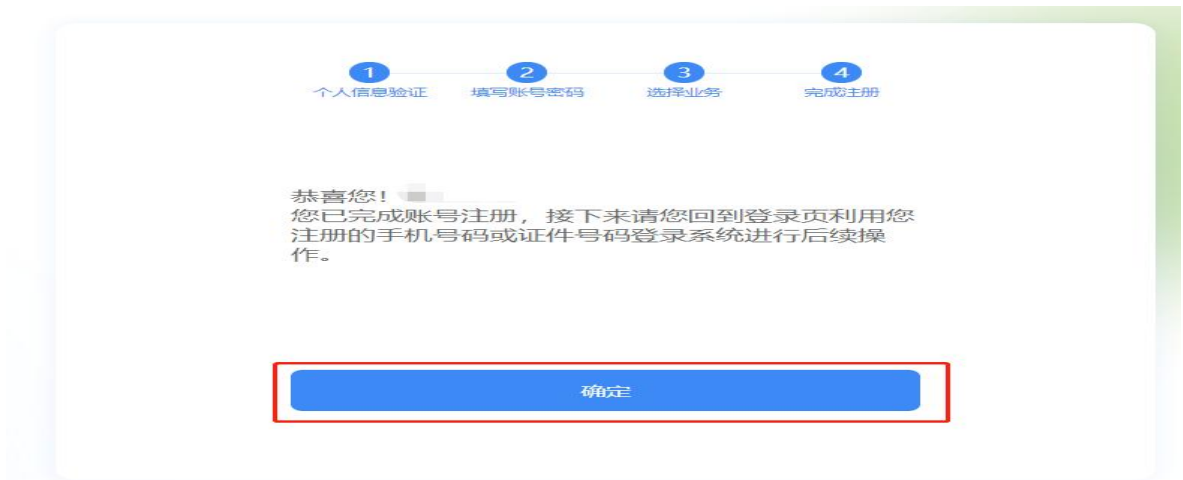 1 2 3 4
个人信息验证 填写账号密码 选择业务 完成注册
恭喜您!
您已完成账号注册,接下来请您回到登录页利用您
注册的手机号码或证件号码登录系统进行后续操
作。
确定